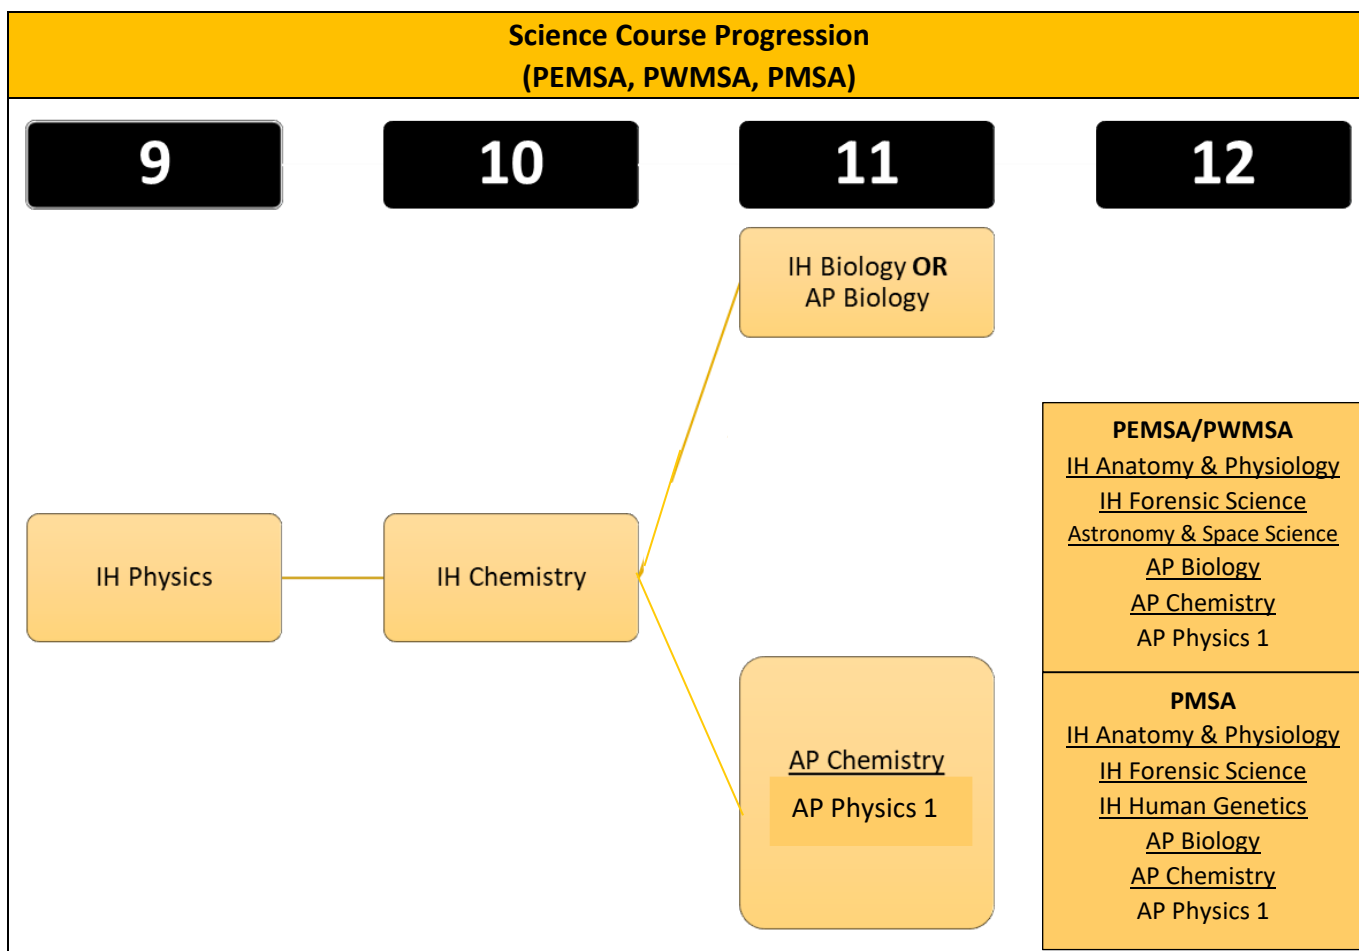 Science Course Progression
(PEMSA, PWMSA, PMSA)
9
10
11
12
IH Physics
IH Chemistry
IH Biology OR
AP Biology
AP Chemistry
AP Physics 1
PEMSA/PWMSA
IH Anatomy & Physiology
IH Forensic Science
Astronomy & Space Science
AP Biology
AP Chemistry
AP Physics 1
PMSA
IH Anatomy & Physiology
IH Forensic Science
IH Human Genetics
AP Biology
AP Chemistry
AP Physics 1